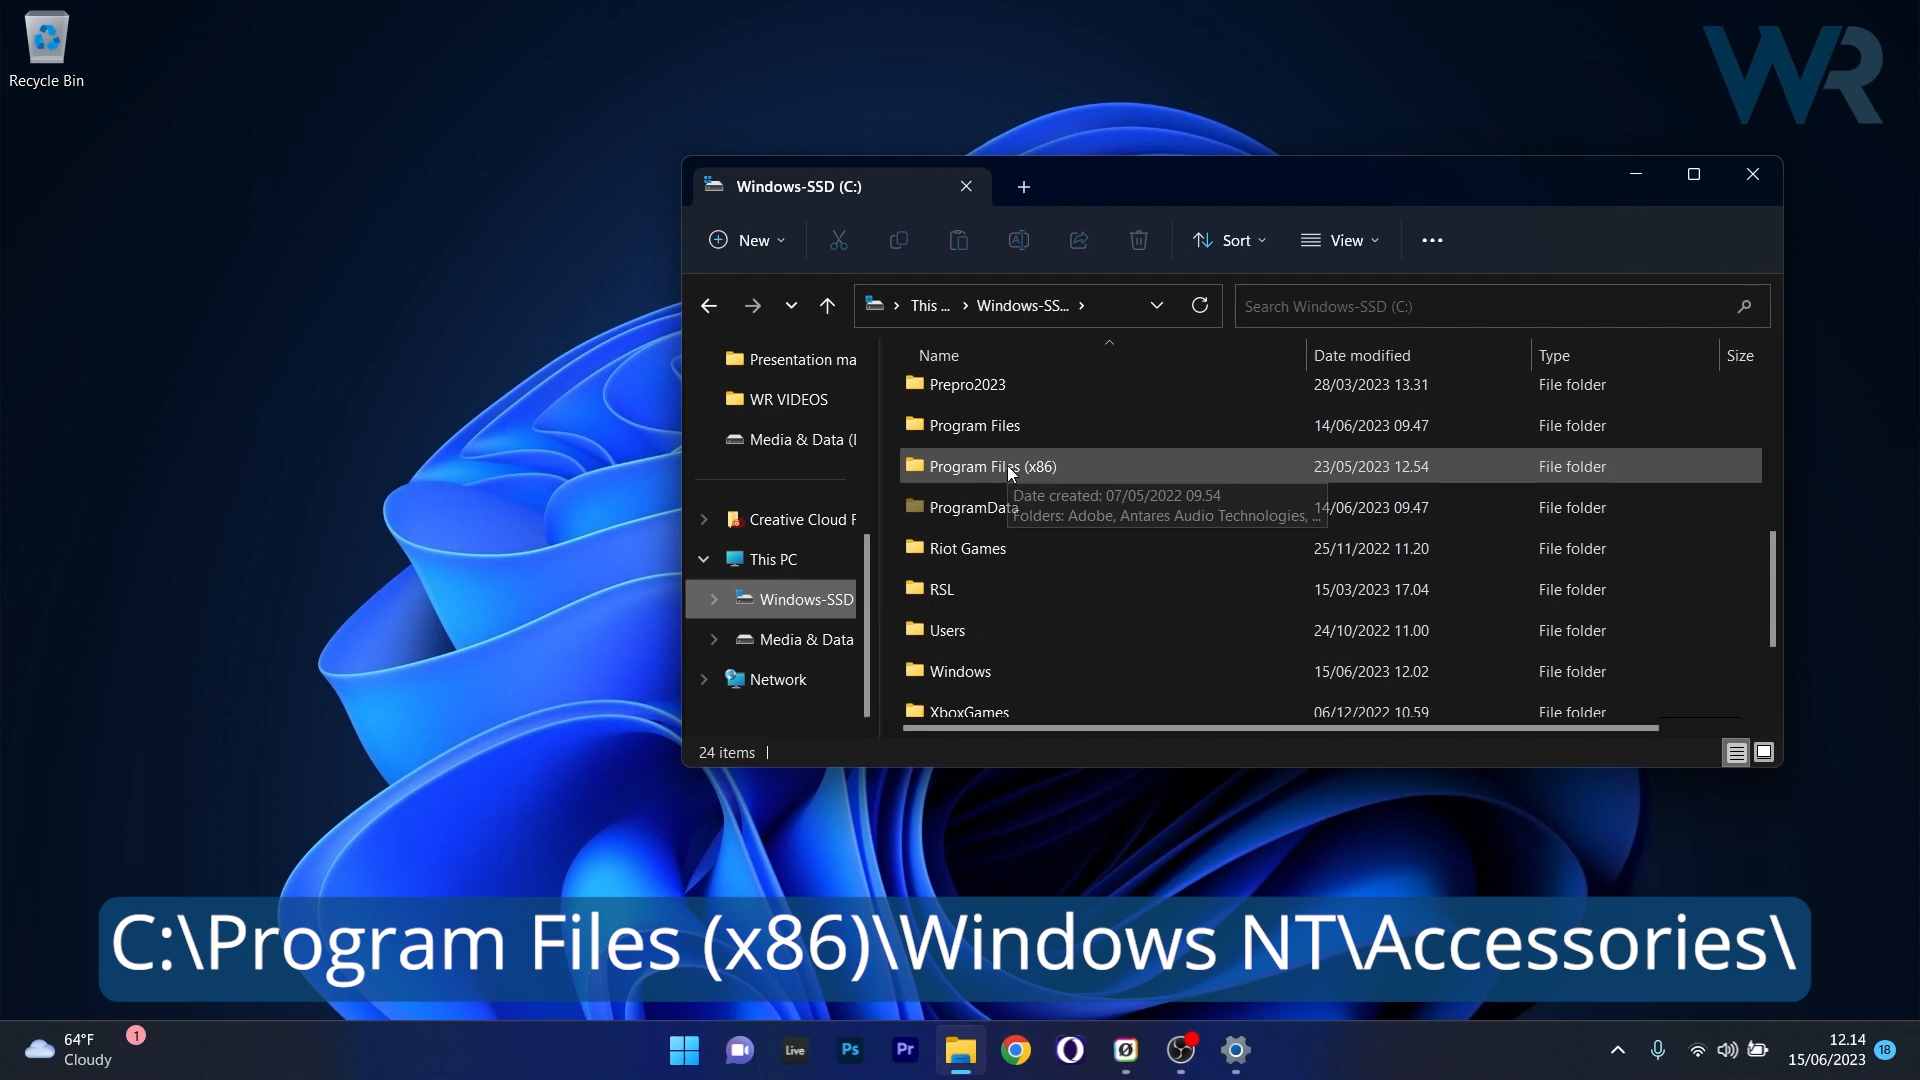 Recycle Bin
WR
Windows-SSD (C:)
New
Sort
View
This ...
Windows-SS...
Search Windows-SSD (C:)
Presentation ma
WR VIDEOS
Media & Data (
Creative Cloud F
This PC
Windows-SSD
Media & Data
Network
Name Date modified Type Size
Prepro2023 28/03/2023 13.31 File folder
Program Files 14/06/2023 09.47 File folder
Program Files (x86) 23/05/2023 12.54 File folder
Date created: 07/05/2022 09.54
Folders: Adobe, Antares Audio Technologies, ...
ProgramData 14/06/2023 09.47 File folder
Riot Games 25/11/2022 11.20 File folder
RSL 15/03/2023 17.04 File folder
Users 24/10/2022 11.00 File folder
Windows 15/06/2023 12.02 File folder
XboxGames 06/12/2022 10.59 File folder
24 items
C:\Program Files (x86)\Windows NT\Accessories\
64°F
Cloudy
1
Live
Ps
Pr
12.14
15/06/2023
18